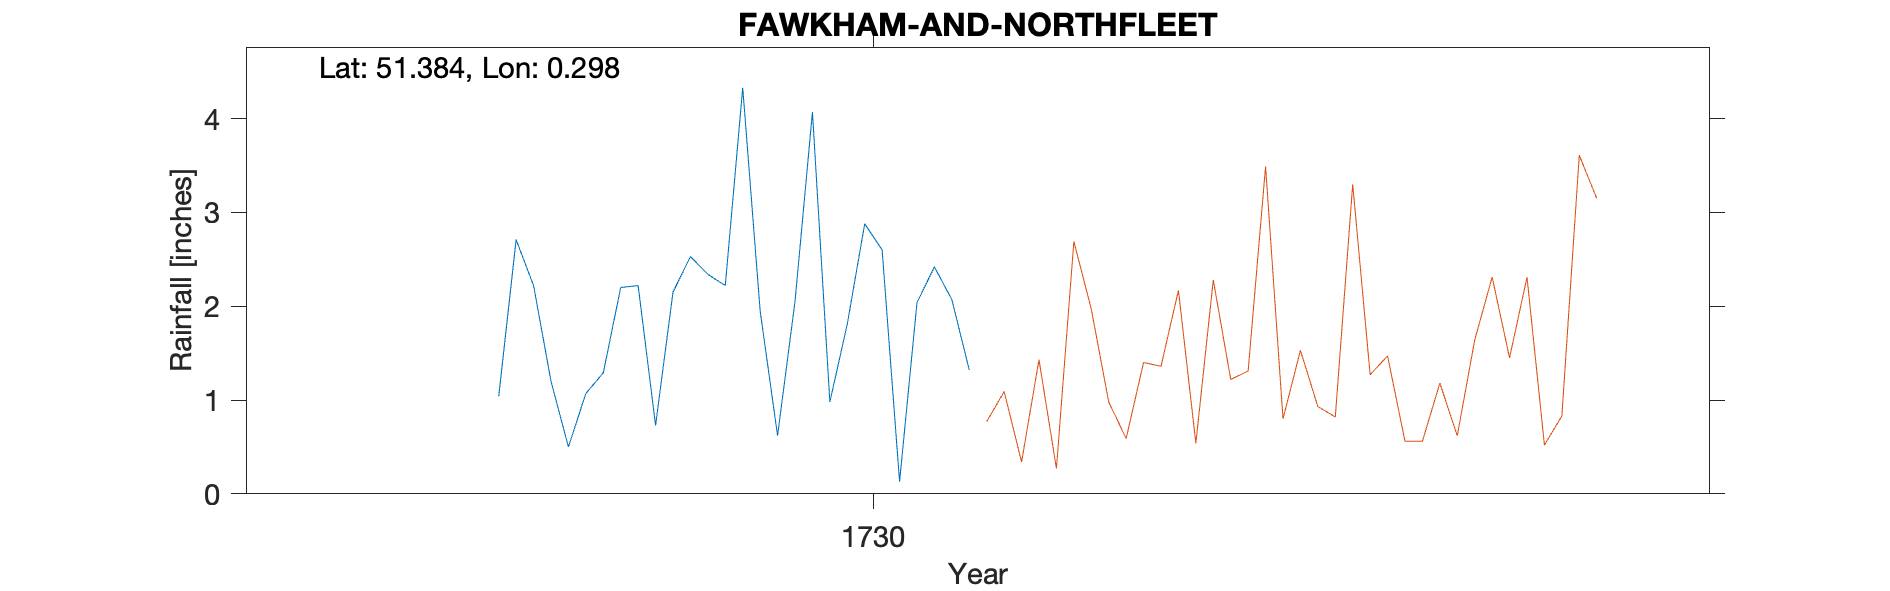 FAWKHAM-AND-NORTHFLEET
Lat: 51.384, Lon: 0.298
4
3
2
1
0
Rainfall [inches]
1730
Year